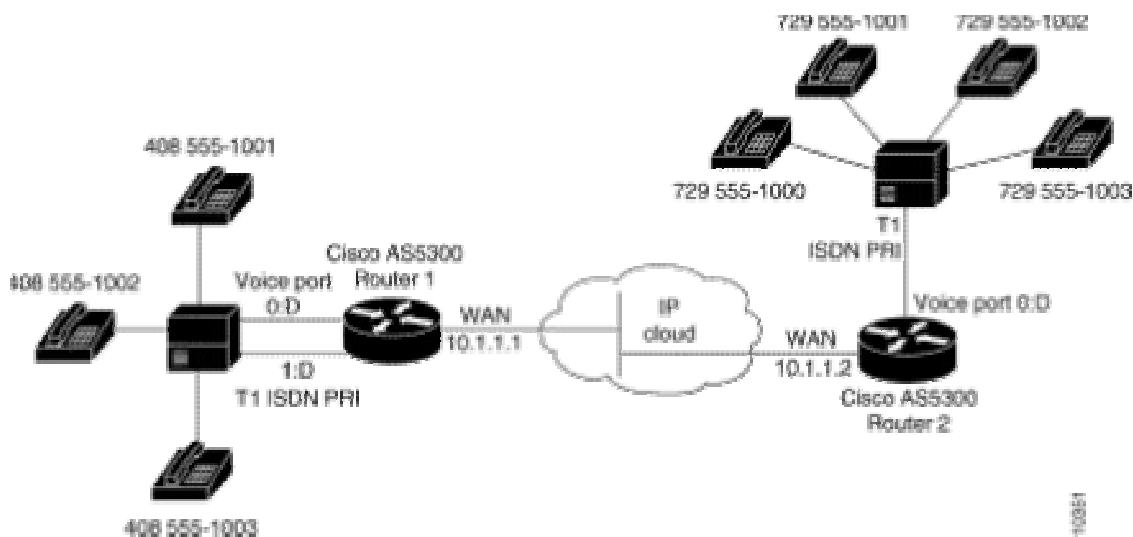 729 555-1001
729 555-1002
408 555-1001
729 555-1000
729 555-1003
T1
ISDN PRI
Cisco AS5300
Router 1
408 555-1002
Voice port
0:D
WAN
10.1.1.1
IP
cloud
Voice port 0:D
WAN
10.1.1.2
1:D
T1 ISDN PRI
Cisco AS5300
Router 2
408 555-1003
10351